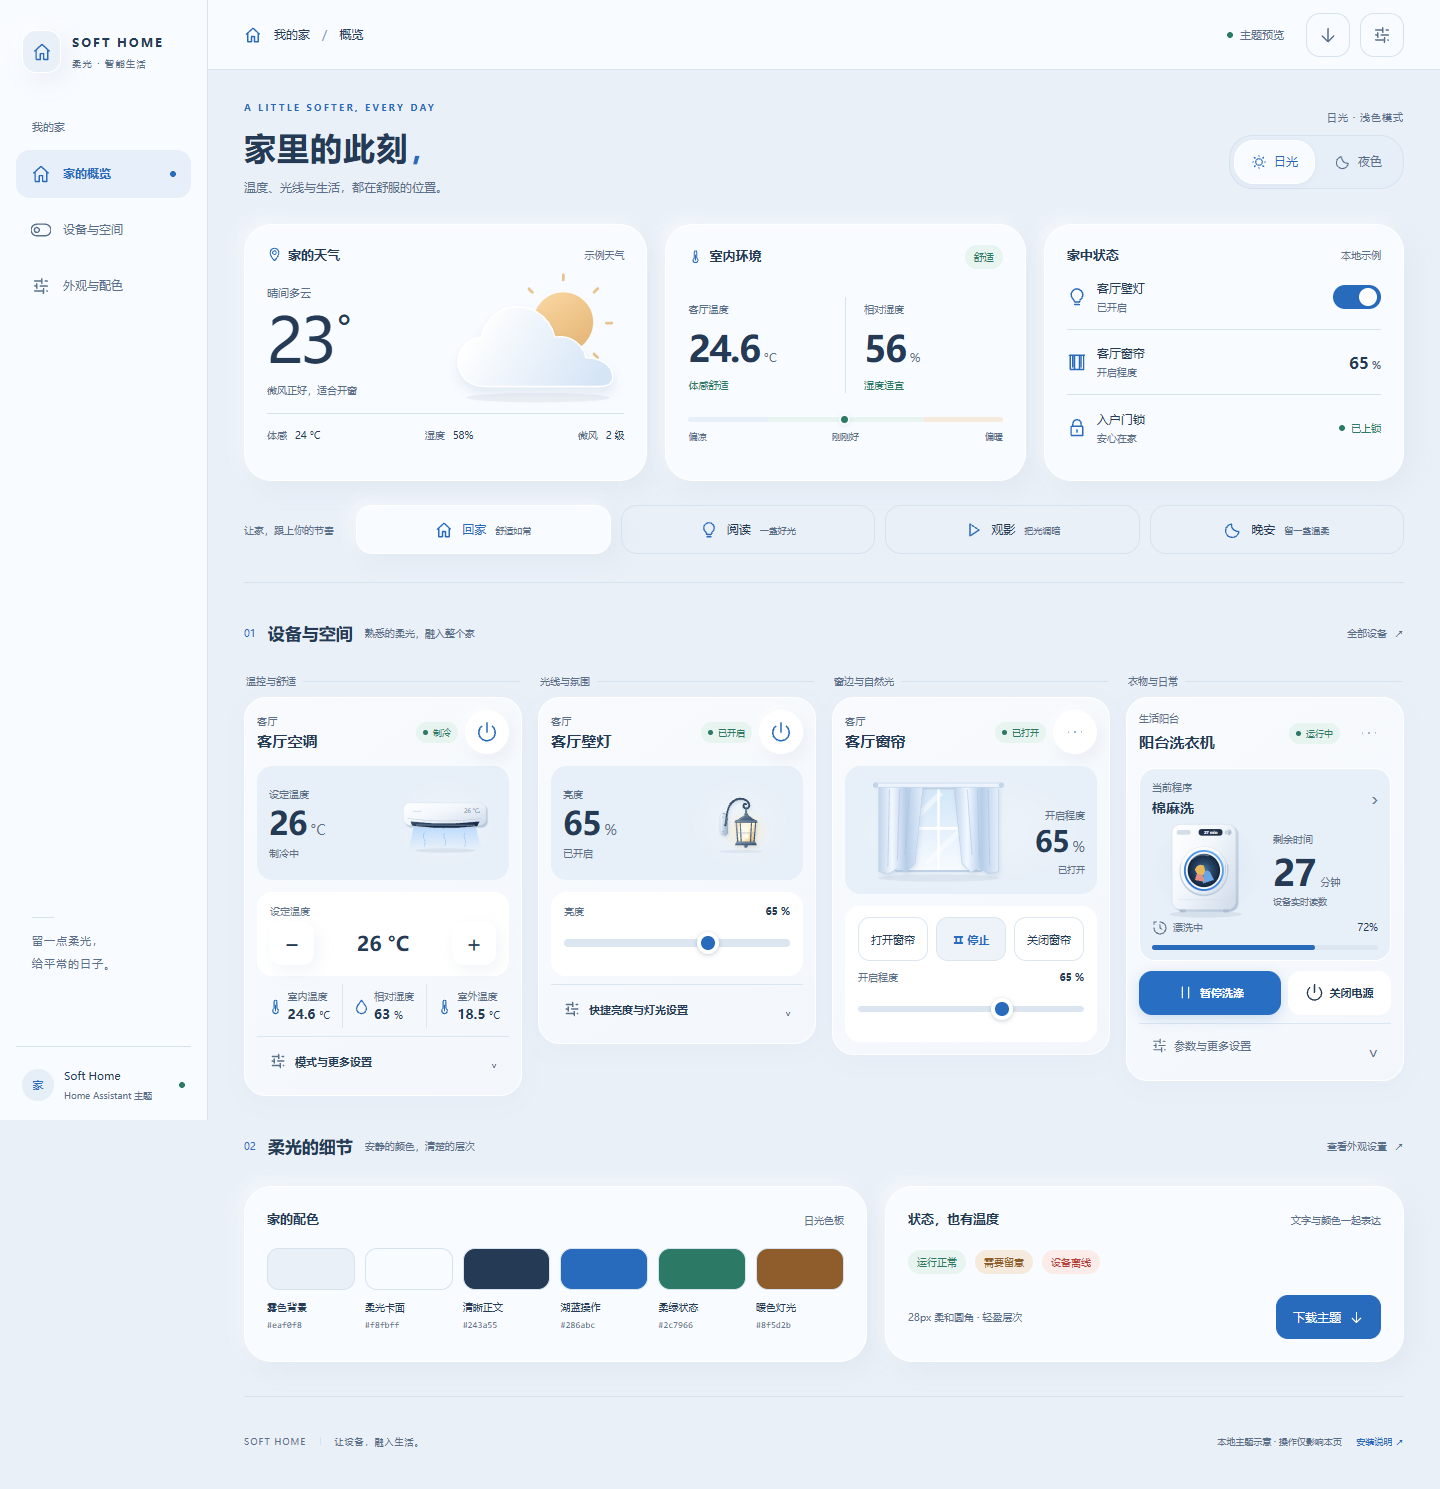 SOFT HOME
柔光 · 智能生活
我的家
家的概览
设备与空间
外观与配色
留一点柔光，
给平常的日子。
家
Soft Home
Home Assistant 主题
我的家 / 概览
主题预览
A LITTLE SOFTER, EVERY DAY
家里的此刻，
温度、光线与生活，都在舒服的位置。
日光 · 浅色模式
日光
夜色
家的天气
示例天气
晴间多云
23°
微风正好，适合开窗
体感 24 °C
湿度 58%
微风 2 级
室内环境
舒适
客厅温度
24.6 °C
体感舒适
相对湿度
56 %
湿度适宜
偏凉
刚刚好
偏暖
家中状态
本地示例
客厅壁灯
已开启
客厅窗帘
开启程度
65 %
入户门锁
安心在家
已上锁
让家，跟上你的节奏
回家 舒适如常
阅读 一盏好光
观影 把光调暗
晚安 留一盏温柔
01 设备与空间 熟悉的柔光，融入整个家
全部设备 ↗
温控与舒适
客厅
客厅空调
制冷
设定温度
26 °C
制冷中
26 °C
设定温度
− 26 °C +
室内温度
24.6 °C
相对湿度
63 %
室外温度
18.5 °C
模式与更多设置
光线与氛围
客厅
客厅壁灯
已开启
亮度
65 %
已开启
亮度
65 %
快捷亮度与灯光设置
窗边与自然光
客厅
客厅窗帘
已打开
开启程度
65 %
已打开
打开窗帘
停止
关闭窗帘
开启程度
65 %
衣物与日常
生活阳台
阳台洗衣机
运行中
当前程序
棉麻洗
27 min
剩余时间
27 分钟
设备实时读数
漂洗中
72%
暂停洗涤
关闭电源
参数与更多设置
02 柔光的细节 安静的颜色，清楚的层次
查看外观设置 ↗
家的配色
日光色板
雾色背景
#eaf0f8
柔光卡面
#f8fbff
清晰正文
#243a55
湖蓝操作
#286abc
柔绿状态
#2c7966
暖色灯光
#8f5d2b
状态，也有温度
文字与颜色一起表达
运行正常
需要留意
设备离线
28px 柔和圆角 · 轻盈层次
下载主题
SOFT HOME
让设备，融入生活。
本地主题示意 · 操作仅影响本页
安装说明 ↗